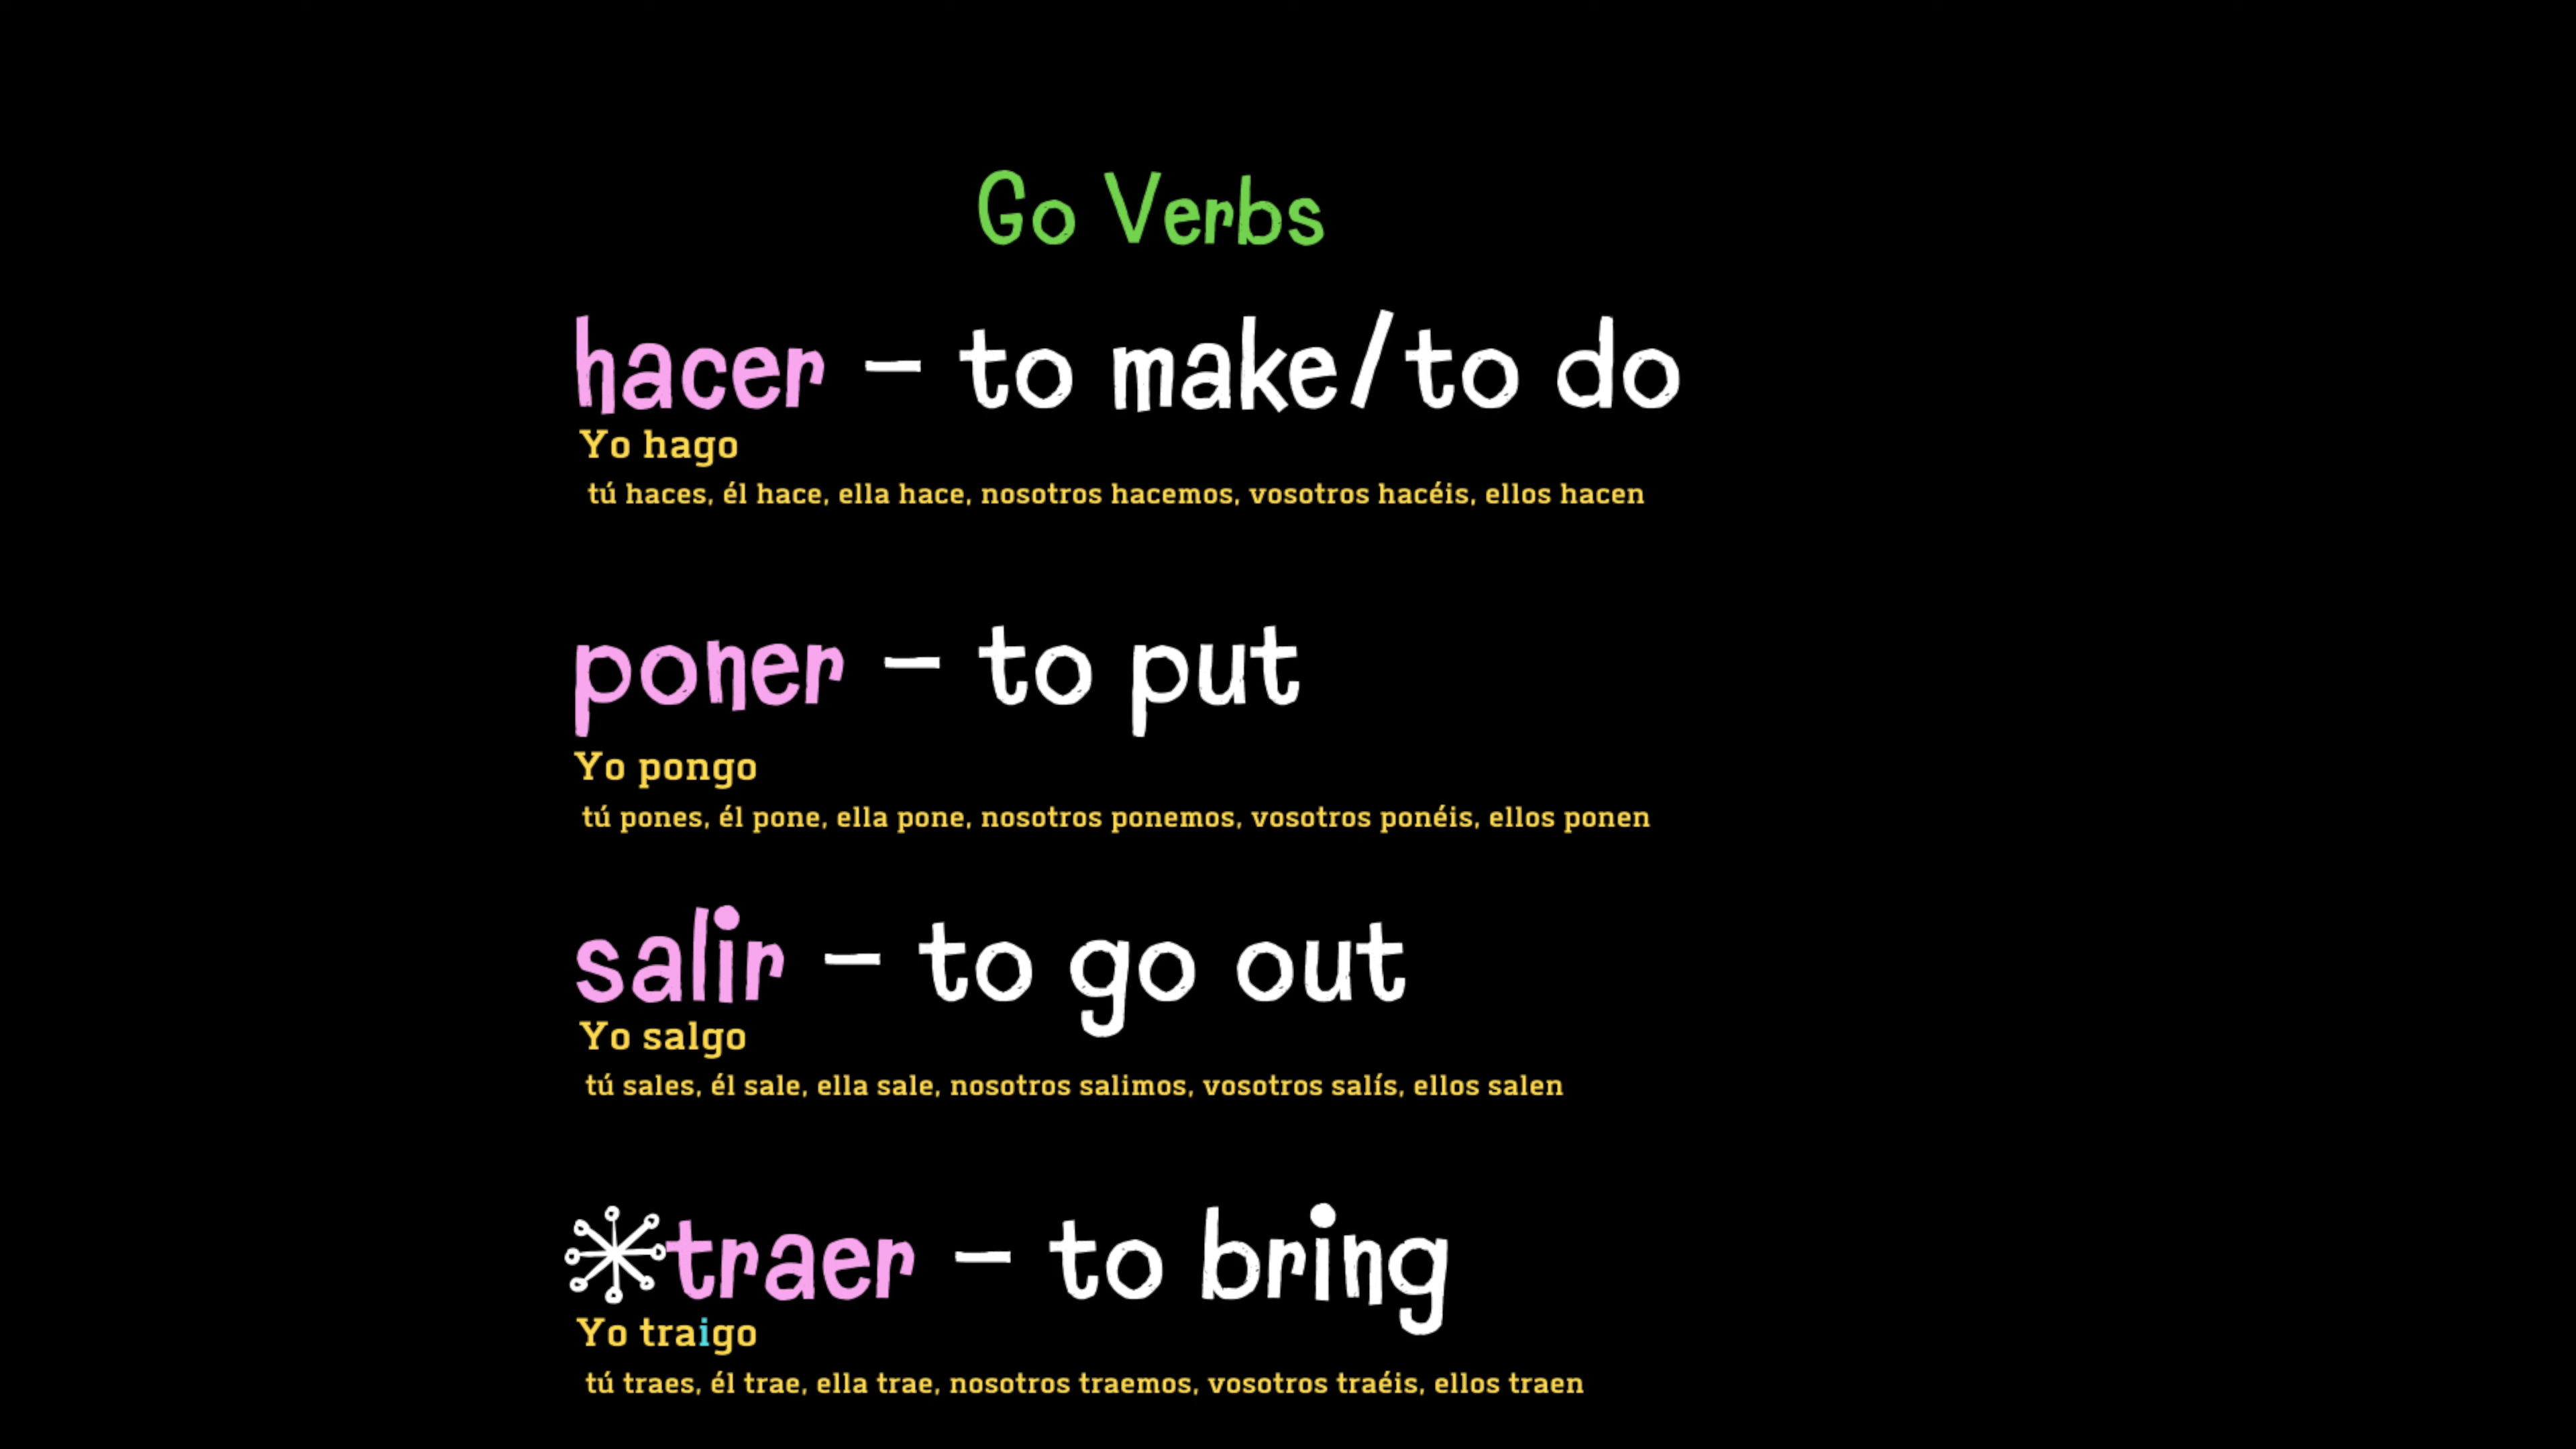 Go Verbs
hacer - to make/to do
Yo hago
tú haces, él hace, ella hace, nosotros hacemos, vosotros hacéis, ellos hacen
poner - to put
Yo pongo
tú pones, él pone, ella pone, nosotros ponemos, vosotros ponéis, ellos ponen
salir - to go out
Yo salgo
tú sales, él sale, ella sale, nosotros salimos, vosotros salís, ellos salen
*traer - to bring
Yo traigo
tú traes, él trae, ella trae, nosotros traemos, vosotros traéis, ellos traen